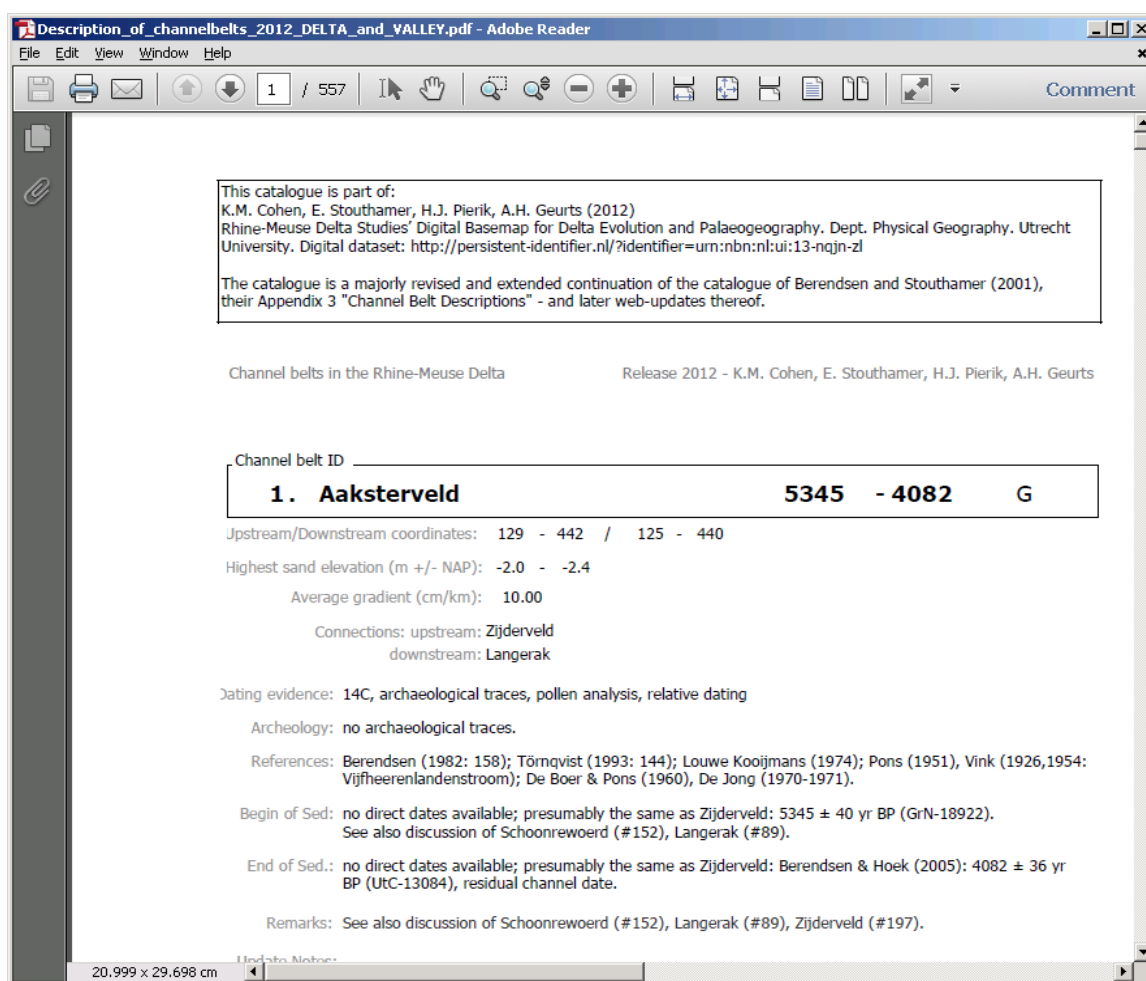 Description_of_channelbelts_2012_DELTA_and_VALLEY.pdf - Adobe Reader
File Edit View Window Help
1 / 557 Comment
This catalogue is part of:
K.M. Cohen, E. Stouthamer, H.J. Pierik, A.H. Geurts (2012)
Rhine-Meuse Delta Studies' Digital Basemap for Delta Evolution and Palaeogeography. Dept. Physical Geography. Utrecht
University. Digital dataset: http://persistent-identifier.nl/?identifier=urn:nbn:nl:ui:13-nqjn-zl
The catalogue is a majorly revised and extended continuation of the catalogue of Berendsen and Stouthamer (2001),
their Appendix 3 "Channel Belt Descriptions" - and later web-updates thereof.
Channel belts in the Rhine-Meuse Delta Release 2012 - K.M. Cohen, E. Stouthamer, H.J. Pierik, A.H. Geurts
Channel belt ID
1. Aaksterveld 5345 - 4082 G
Upstream/Downstream coordinates: 129 - 442 / 125 - 440
Highest sand elevation (m +/- NAP): -2.0 - -2.4
Average gradient (cm/km): 10.00
Connections: upstream: Zijderveld
downstream: Langerak
Dating evidence: 14C, archaeological traces, pollen analysis, relative dating
Archeology: no archaeological traces.
References: Berendsen (1982: 158); Törnqvist (1993: 144); Louwe Kooijmans (1974); Pons (1951), Vink (1926,1954:
Vijfheerenlandenstroom); De Boer & Pons (1960), De Jong (1970-1971).
Begin of Sed: no direct dates available; presumably the same as Zijderveld: 5345 ± 40 yr BP (GrN-18922).
See also discussion of Schoonrewoerd (#152), Langerak (#89).
End of Sed.: no direct dates available; presumably the same as Zijderveld: Berendsen & Hoek (2005): 4082 ± 36 yr
BP (UtC-13084), residual channel date.
Remarks: See also discussion of Schoonrewoerd (#152), Langerak (#89), Zijderveld (#197).
Update Notes:
20.999 x 29.698 cm